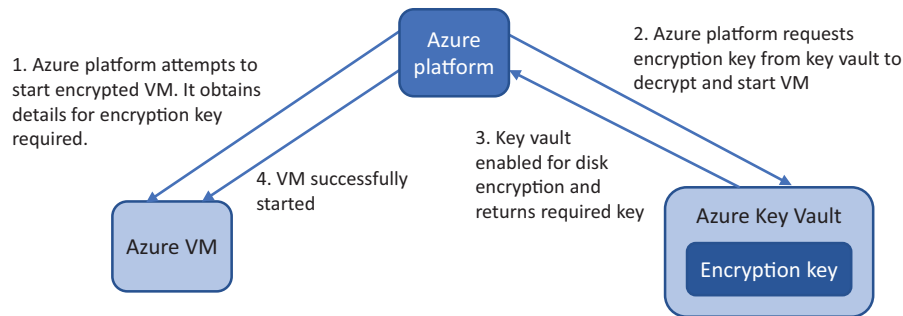 Azure
platform
1. Azure platform attempts to
start encrypted VM. It obtains
details for encryption key
required.
2. Azure platform requests
encryption key from key vault to
decrypt and start VM
3. Key vault
enabled for disk
encryption and
returns required key
4. VM successfully
started
Azure VM
Azure Key Vault
Encryption key